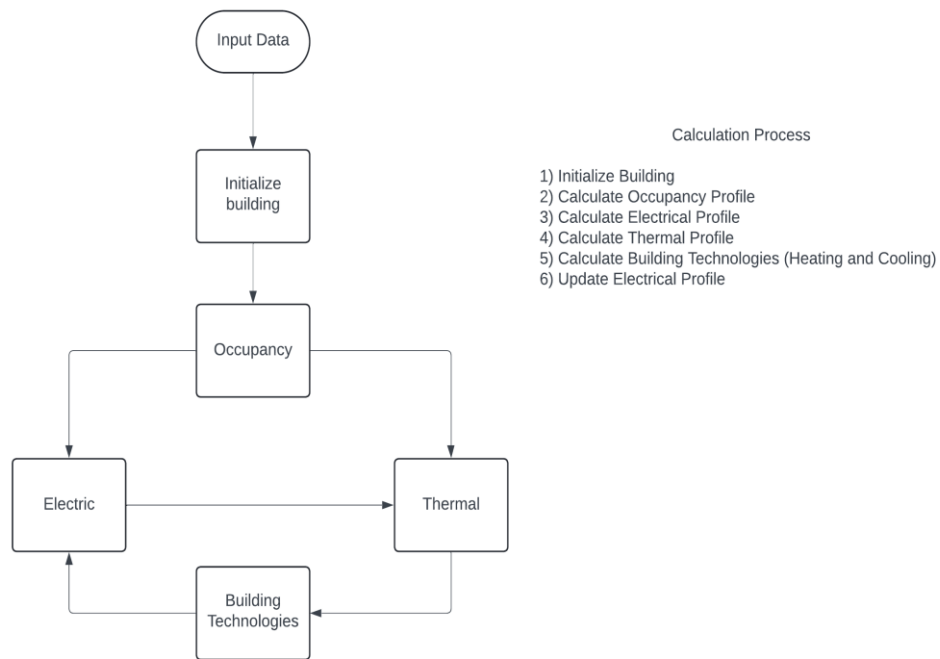 Input Data
Initialize
building
Occupancy
Electric
Thermal
Building
Technologies
Calculation Process
1) Initialize Building
2) Calculate Occupancy Profile
3) Calculate Electrical Profile
4) Calculate Thermal Profile
5) Calculate Building Technologies (Heating and Cooling)
6) Update Electrical Profile